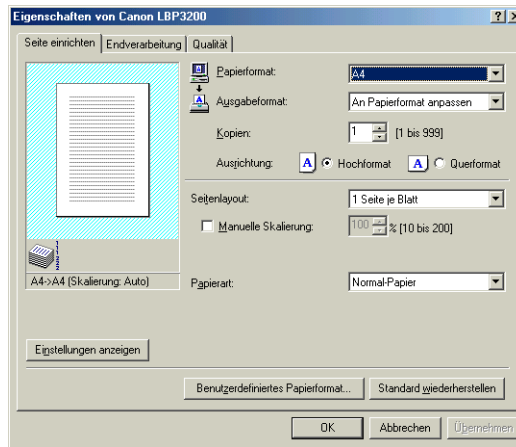 Eigenschaften von Canon LBP3200
Seite einrichten Endverarbeitung Qualität
Papierformat: A4
Ausgabeformat: An Papierformat anpassen
Kopien: 1 [1 bis 999]
Ausrichtung: A Hochformat A Querformat
Seitenlayout: 1 Seite je Blatt
Manuelle Skalierung: 100 % [10 bis 200]
A4->A4 (Skalierung: Auto)
Papierart: Normal-Papier
Einstellungen anzeigen
Benutzerdefiniertes Papierformat... Standard wiederherstellen
OK Abbrechen Übernehmen